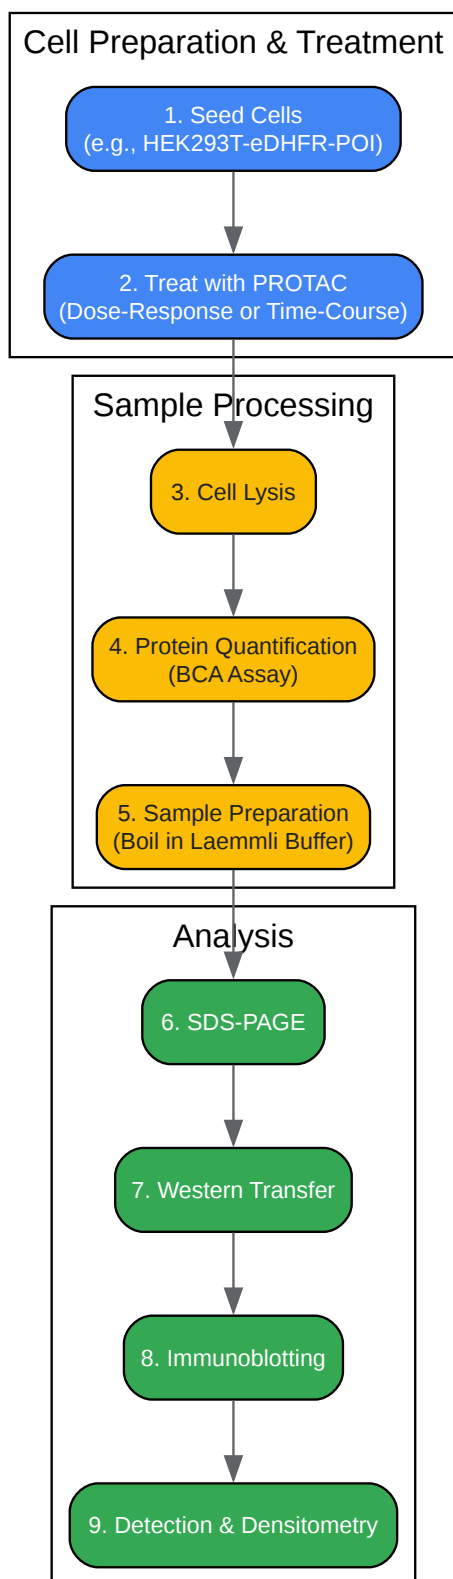 Cell Preparation & Treatment
1. Seed Cells
(e.g., HEK293T-eDHFR-POI)
2. Treat with PROTAC
(Dose-Response or Time-Course)
Sample Processing
3. Cell Lysis
4. Protein Quantification
(BCA Assay)
5. Sample Preparation
(Boil in Laemmli Buffer)
Analysis
6. SDS-PAGE
7. Western Transfer
8. Immunoblotting
9. Detection & Densitometry